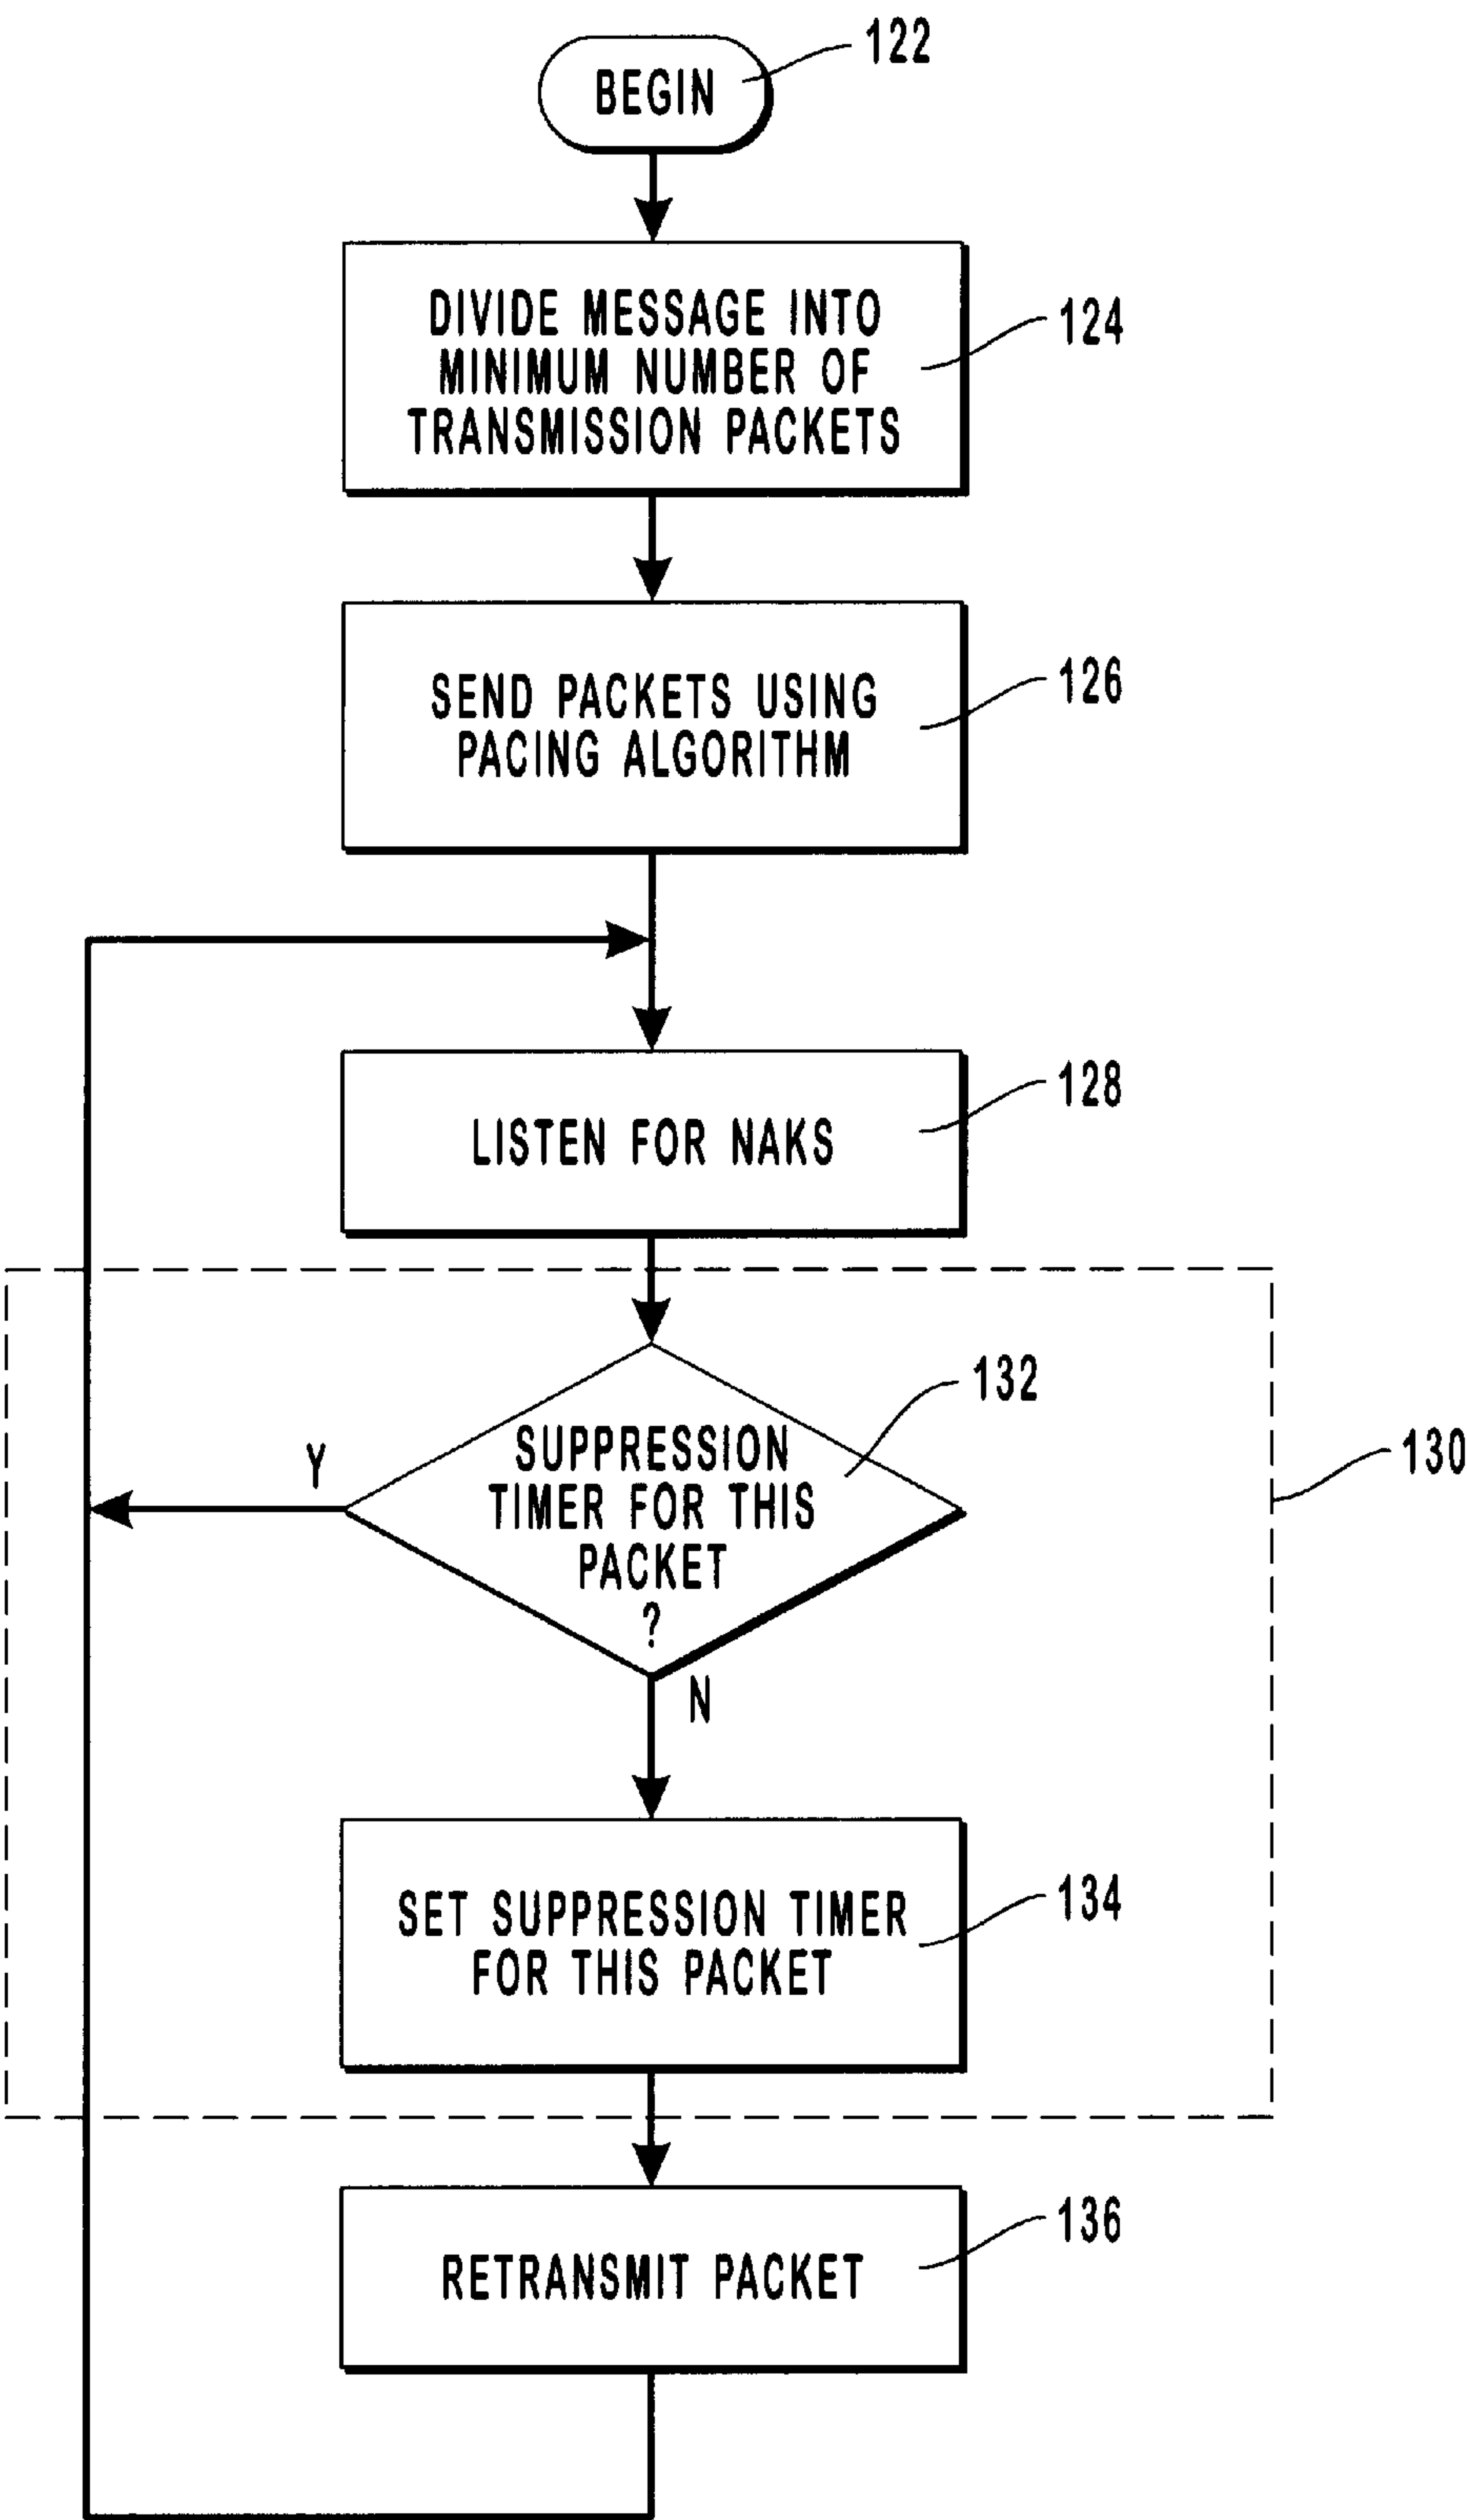 122
BEGIN
DIVIDE MESSAGE INTO
MINIMUM NUMBER OF
TRANSMISSION PACKETS
124
SEND PACKETS USING
PACING ALGORITHM
126
LISTEN FOR NAKS
128
SUPPRESSION
TIMER FOR THIS
PACKET
?
132
130
Y
N
SET SUPPRESSION TIMER
FOR THIS PACKET
134
RETRANSMIT PACKET
136